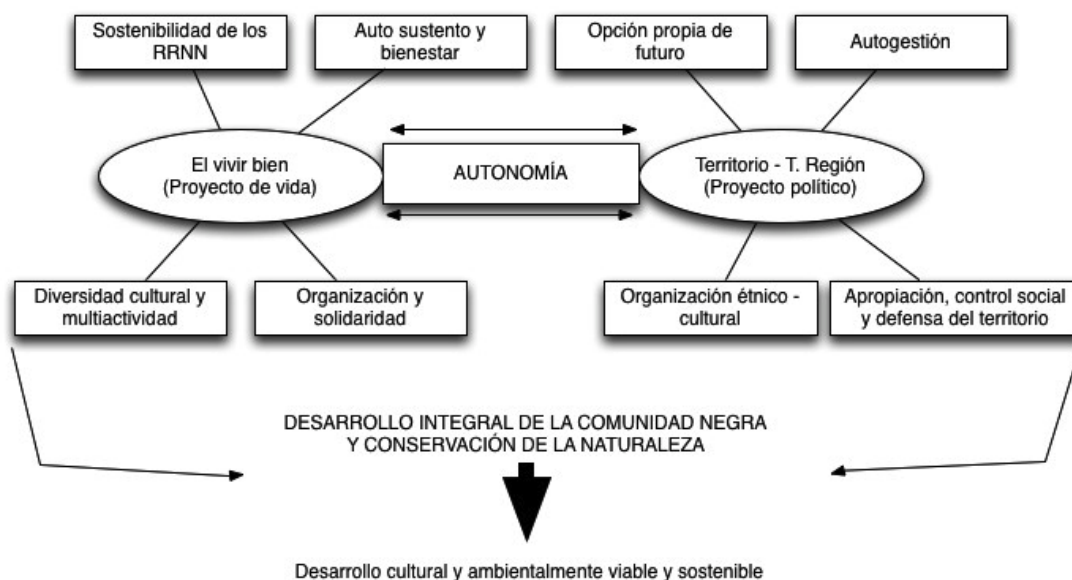 Sostenibilidad de los
RRNN
Auto sustento y
bienestar
Opción propia de
futuro
Autogestión
El vivir bien
(Proyecto de vida)
AUTONOMÍA
Territorio - T. Región
(Proyecto político)
Diversidad cultural y
multiactividad
Organización y
solidaridad
Organización étnico -
cultural
Apropiación, control social
y defensa del territorio
DESARROLLO INTEGRAL DE LA COMUNIDAD NEGRA
Y CONSERVACIÓN DE LA NATURALEZA
Desarrollo cultural y ambientalmente viable y sostenible